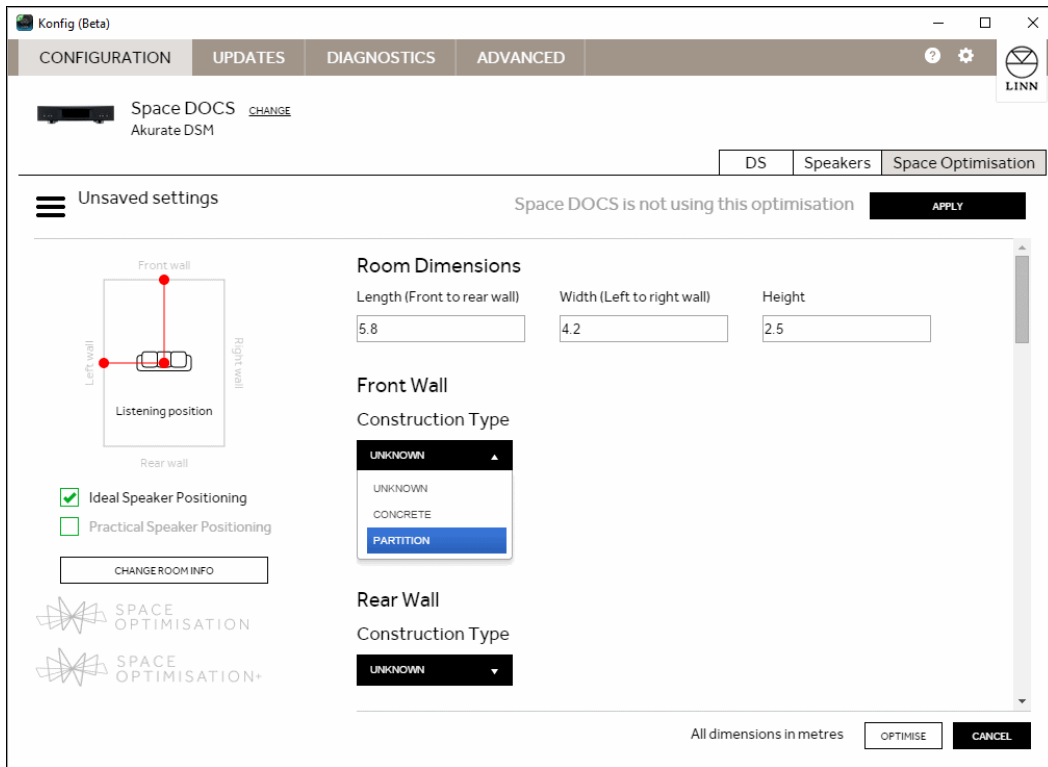 Konfig (Beta)
CONFIGURATION UPDATES DIAGNOSTICS ADVANCED ?
LINN
Space DOCS CHANGE
Akurate DSM
DS Speakers Space Optimisation
Unsaved settings
Space DOCS is not using this optimisation APPLY
Front wall
Left wall
Right wall
Listening position
Rear wall
Ideal Speaker Positioning
Practical Speaker Positioning
CHANGE ROOM INFO
SPACE
OPTIMISATION
SPACE
OPTIMISATION+
Room Dimensions
Length (Front to rear wall) Width (Left to right wall) Height
5.8 4.2 2.5
Front Wall
Construction Type
UNKNOWN
UNKNOWN
CONCRETE
PARTITION
Rear Wall
Construction Type
UNKNOWN
All dimensions in metres OPTIMISE CANCEL